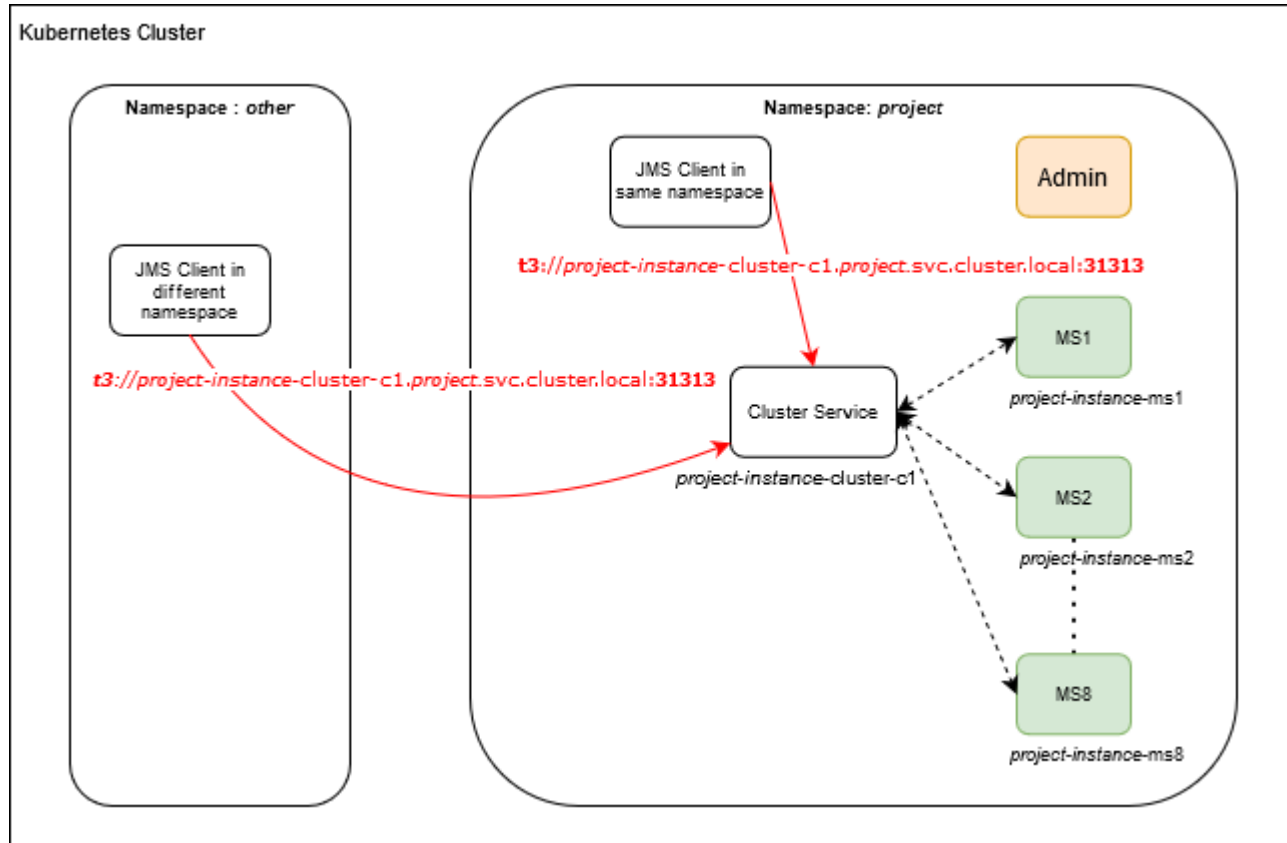 Kubernetes Cluster
Namespace : other
JMS Client in
different
namespace
t3://project-instance-cluster-c1.project.svc.cluster.local:31313
Namespace: project
JMS Client in
same namespace
Admin
t3://project-instance-cluster-c1.project.svc.cluster.local:31313
Cluster Service
project-instance-cluster-c1
MS1
project-instance-ms1
MS2
project-instance-ms2
MS8
project-instance-ms8